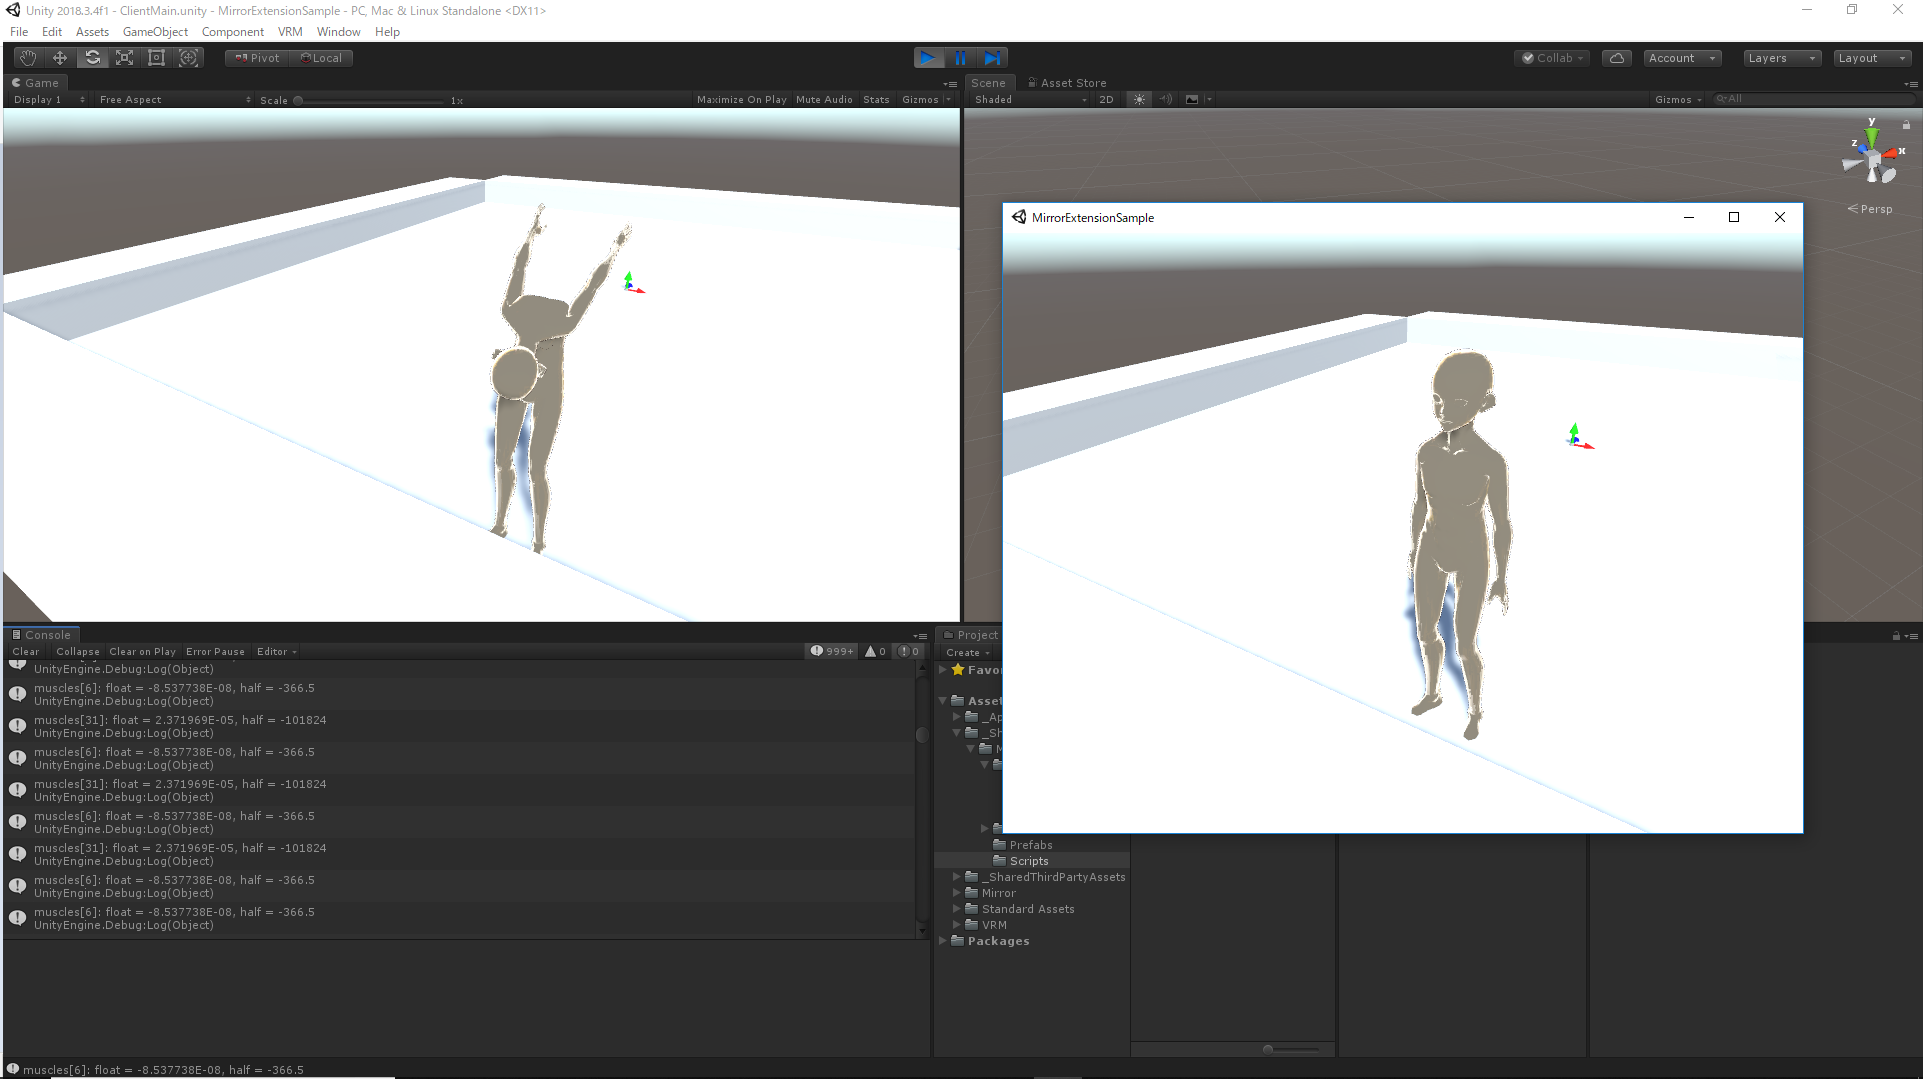 Unity 2018.3.4f1 - ClientMain.unity - MirrorExtensionSample - PC, Mac & Linux Standalone <DX11>
File Edit Assets GameObject Component VRM Window Help
Pivot Local Collab Account Layers Layout
Game
Scene Asset Store
Display 1 Free Aspect Scale 1x Maximize On Play Mute Audio Stats Gizmos
Shaded 2D Gizmos All
y
z x
Persp
MirrorExtensionSample
Console
Clear Collapse Clear on Play Error Pause Editor 999+ 0 0
UnityEngine.Debug:Log(Object)
muscles[6]: float = -8.537738E-08, half = -366.5
UnityEngine.Debug:Log(Object)
muscles[31]: float = 2.371969E-05, half = -101824
UnityEngine.Debug:Log(Object)
muscles[6]: float = -8.537738E-08, half = -366.5
UnityEngine.Debug:Log(Object)
muscles[31]: float = 2.371969E-05, half = -101824
UnityEngine.Debug:Log(Object)
muscles[6]: float = -8.537738E-08, half = -366.5
UnityEngine.Debug:Log(Object)
muscles[31]: float = 2.371969E-05, half = -101824
UnityEngine.Debug:Log(Object)
muscles[6]: float = -8.537738E-08, half = -366.5
UnityEngine.Debug:Log(Object)
muscles[6]: float = -8.537738E-08, half = -366.5
UnityEngine.Debug:Log(Object)
Project
Create
Favo
Asset
_Ap
_Sh
Prefabs
Scripts
_SharedThirdPartyAssets
Mirror
Standard Assets
VRM
Packages
muscles[6]: float = -8.537738E-08, half = -366.5